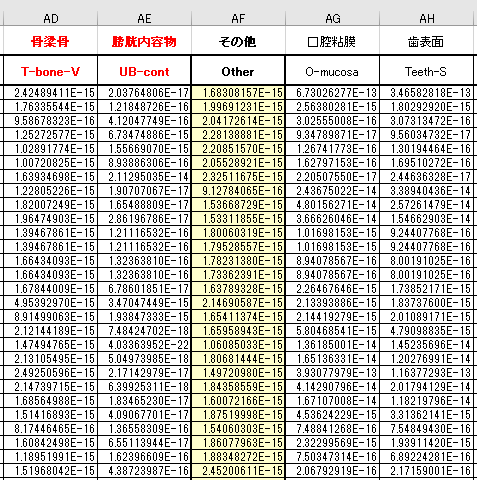 AD AE AF AG AH
骨梁骨 膀胱内容物 その他 口腔粘膜 歯表面
T-bone-V UB-cont Other O-mucosa Teeth-S
2.42489411E-15 2.03764806E-17 1.68308157E-15 6.73026277E-13 3.46582818E-13
1.76335544E-15 1.21848726E-16 1.99691231E-15 2.56380281E-15 1.80292920E-15
9.58678323E-16 4.12047749E-16 2.04172614E-15 3.02555008E-16 3.07313472E-16
1.25272577E-15 6.73474886E-15 2.28138881E-15 9.34789871E-17 9.56034732E-17
1.02891774E-15 1.55669070E-15 2.20851570E-15 1.26741773E-16 1.30194464E-16
1.00720825E-15 8.93886306E-16 2.05528921E-15 1.62797153E-16 1.69510272E-16
1.63934698E-15 2.11295035E-14 2.32511675E-15 2.20507550E-17 2.44636328E-17
1.22805226E-15 1.90707067E-17 9.12784065E-16 2.43675022E-14 3.38940436E-14
1.82007249E-15 1.65488809E-17 1.53668729E-15 4.80156271E-14 2.57261479E-14
1.96474903E-15 2.86196786E-17 1.53311855E-15 3.66626046E-14 1.54662903E-14
1.39467861E-15 1.21116532E-16 1.80060319E-15 1.01698153E-15 9.24407768E-16
1.39467861E-15 1.21116532E-16 1.79528557E-15 1.01698153E-15 9.24407768E-16
1.66434093E-15 1.32363810E-16 1.78231380E-15 8.94078567E-16 8.00191025E-16
1.66434093E-15 1.32363810E-16 1.73362391E-15 8.94078567E-16 8.00191025E-16
1.67844009E-15 6.78601851E-17 1.63789328E-15 2.26467646E-15 1.73852171E-15
4.95392970E-15 3.47047449E-15 2.14690587E-15 2.13393886E-15 1.83737600E-15
8.91499063E-15 1.93847333E-15 1.65411374E-15 2.14419279E-15 2.01089171E-15
2.12144189E-15 7.48424702E-18 1.65958943E-15 5.80468541E-15 4.79098835E-15
1.47494765E-15 4.03363952E-22 1.06085033E-15 1.36185001E-14 1.45235696E-14
2.13105495E-15 5.04973985E-18 1.80681444E-15 1.65136331E-14 1.20276991E-14
2.49250596E-15 2.17142979E-17 1.49720980E-15 3.93077979E-13 1.16377293E-13
2.14739715E-15 6.39925311E-18 1.84358559E-15 4.14290796E-14 2.01794129E-14
1.68564988E-15 1.83465230E-17 1.60072166E-15 1.67107008E-14 1.18219796E-14
1.51416893E-15 4.09067701E-17 1.87519998E-15 4.53624229E-15 3.31362141E-15
8.17446465E-16 1.36558309E-16 1.54060303E-15 7.48841268E-16 7.54849430E-16
1.60842498E-15 6.55113944E-17 1.86077963E-15 2.32299569E-15 1.93911420E-15
1.18951991E-15 1.62396609E-16 1.88348272E-15 7.50347314E-16 6.89224281E-16
1.51968042E-15 4.38723987E-16 2.45200611E-15 2.06792919E-16 2.17159001E-16